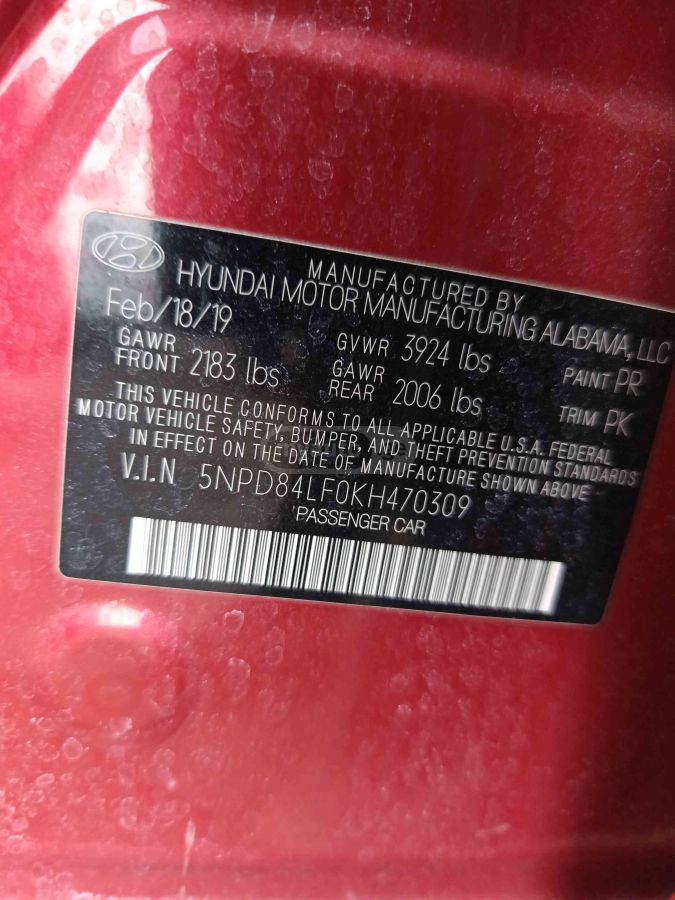 MANUFACTURED BY
HYUNDAI MOTOR MANUFACTURING ALABAMA, LLC
Feb/18/19 GVWR 3924 lbs PAINT PR
GAWR FRONT 2183 lbs GAWR REAR 2006 lbs TRIM PK
THIS VEHICLE CONFORMS TO ALL APPLICABLE U.S.A. FEDERAL
MOTOR VEHICLE SAFETY, BUMPER, AND THEFT PREVENTION STANDARDS
IN EFFECT ON THE DATE OF MANUFACTURE SHOWN ABOVE
V.I.N 5NPD84LF0KH470309
PASSENGER CAR